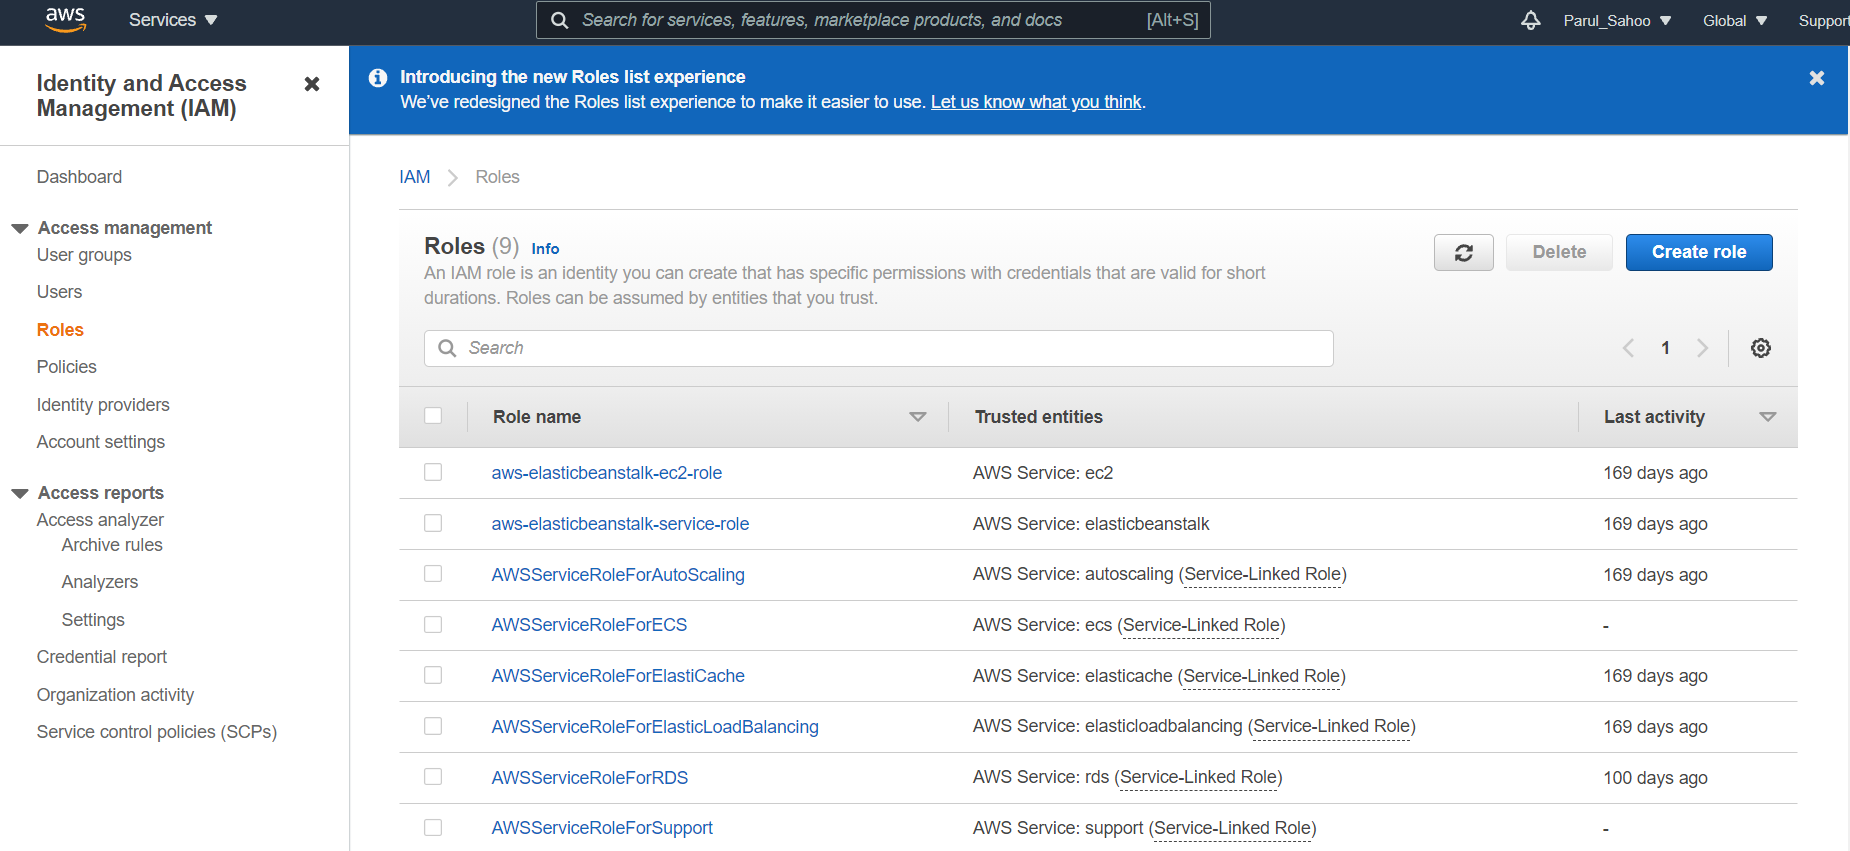 aws
Services
Search for services, features, marketplace products, and docs
[Alt+S]
Parul_Sahoo
Global
Support
Identity and Access
Management (IAM)
Introducing the new Roles list experience
We've redesigned the Roles list experience to make it easier to use. Let us know what you think.
Dashboard
Access management
User groups
Users
Roles
Policies
Identity providers
Account settings
Access reports
Access analyzer
Archive rules
Analyzers
Settings
Credential report
Organization activity
Service control policies (SCPs)
IAM
Roles
Roles (9) Info
An IAM role is an identity you can create that has specific permissions with credentials that are valid for short
durations. Roles can be assumed by entities that you trust.
Delete
Create role
Search
1
Role name
Trusted entities
Last activity
aws-elasticbeanstalk-ec2-role
AWS Service: ec2
169 days ago
aws-elasticbeanstalk-service-role
AWS Service: elasticbeanstalk
169 days ago
AWSServiceRoleForAutoScaling
AWS Service: autoscaling (Service-Linked Role)
169 days ago
AWSServiceRoleForECS
AWS Service: ecs (Service-Linked Role)
-
AWSServiceRoleForElastiCache
AWS Service: elasticache (Service-Linked Role)
169 days ago
AWSServiceRoleForElasticLoadBalancing
AWS Service: elasticloadbalancing (Service-Linked Role)
169 days ago
AWSServiceRoleForRDS
AWS Service: rds (Service-Linked Role)
100 days ago
AWSServiceRoleForSupport
AWS Service: support (Service-Linked Role)
-